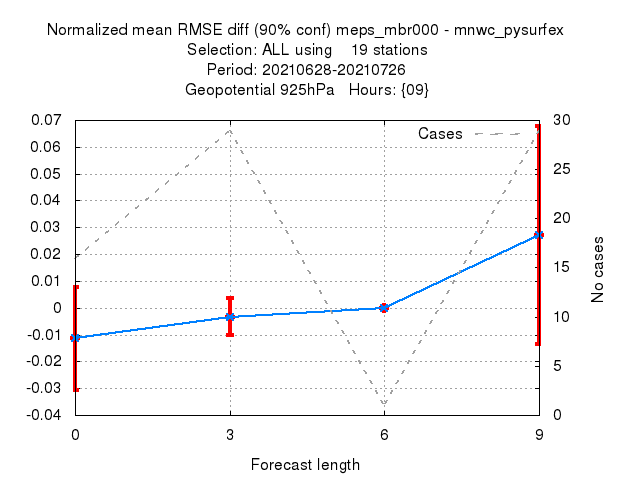 Normalized mean RMSE diff (90% conf) meps_mbr000 - mnwc_pysurfex
Selection: ALL using    19 stations
Period: 20210628-20210726
Geopotential 925hPa   Hours: {09}
Cases
0.07
0.06
0.05
0.04
0.03
0.02
0.01
0
-0.01
-0.02
-0.03
-0.04
30
25
20
15
10
5
0
No cases
0 3 6 9
Forecast length